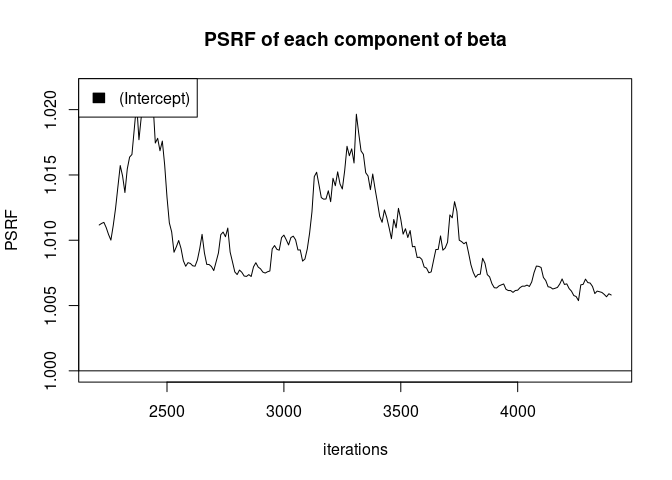 PSRF of each component of beta
(Intercept)
PSRF
1.020
1.015
1.010
1.005
1.000
2500 3000 3500 4000
iterations